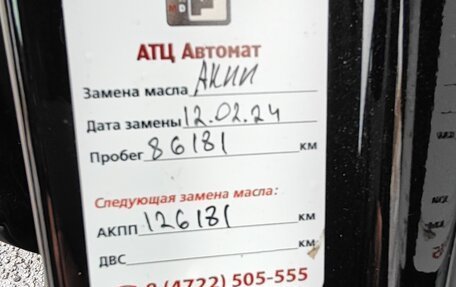 АТЦ Автомат
Замена масла АКПП
Дата замены 12.02.24
Пробег 86181 км
Следующая замена масла:
АКПП 126181 км
ДВС км
8 (4722) 505-555